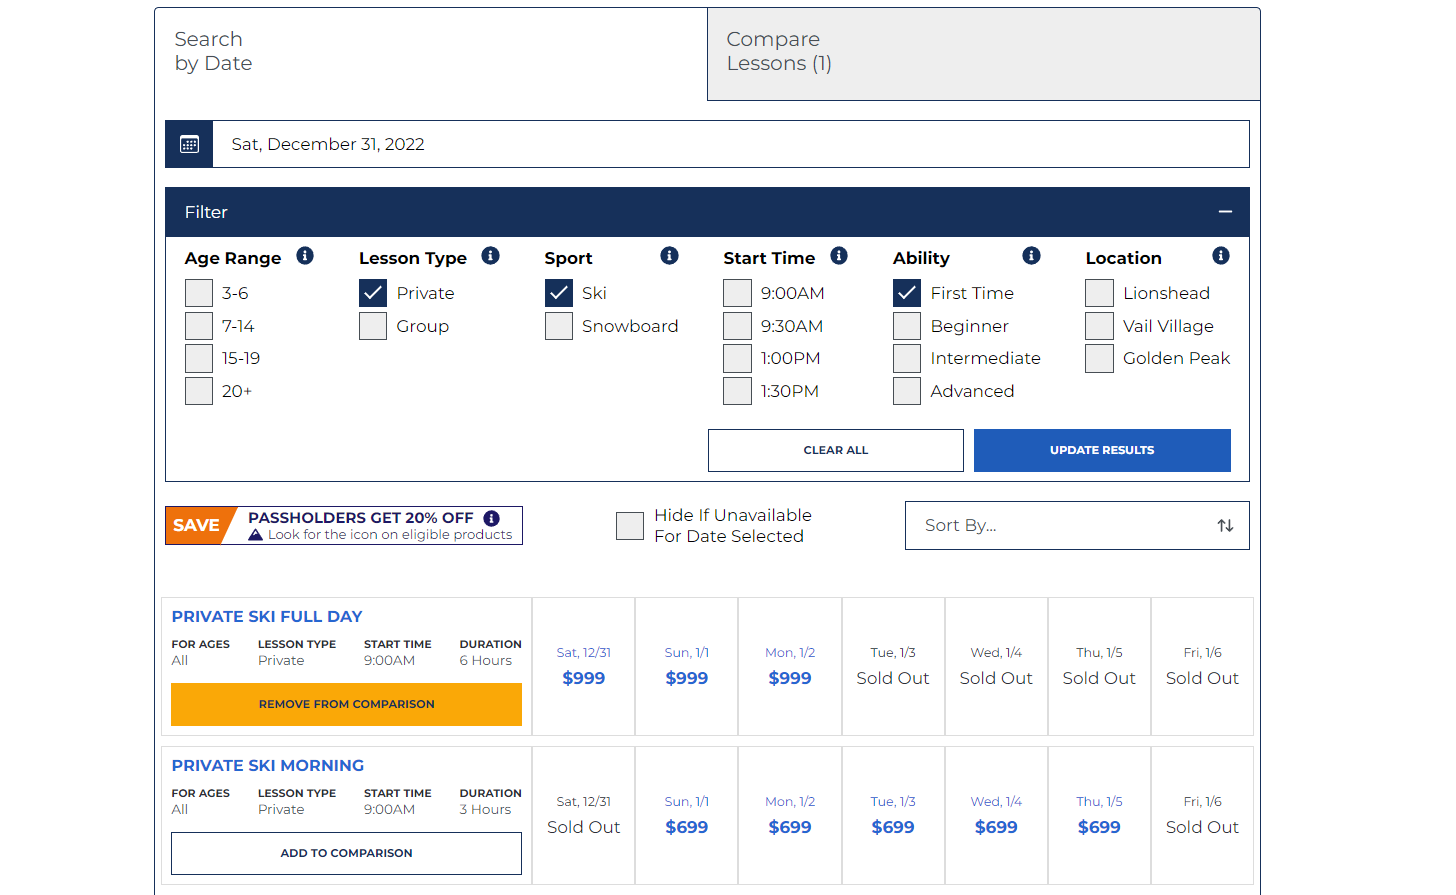 Search
by Date
Compare
Lessons (1)
Sat, December 31, 2022
Filter
Age Range
3-6
7-14
15-19
20+
Lesson Type
Private
Group
Sport
Ski
Snowboard
Start Time
9:00AM
9:30AM
1:00PM
1:30PM
Ability
First Time
Beginner
Intermediate
Advanced
Location
Lionshead
Vail Village
Golden Peak
CLEAR ALL
UPDATE RESULTS
SAVE
PASSHOLDERS GET 20% OFF
Look for the icon on eligible products
Hide If Unavailable
For Date Selected
Sort By...
PRIVATE SKI FULL DAY
FOR AGES LESSON TYPE START TIME DURATION
All Private 9:00AM 6 Hours
REMOVE FROM COMPARISON
Sat, 12/31 Sun, 1/1 Mon, 1/2 Tue, 1/3 Wed, 1/4 Thu, 1/5 Fri, 1/6
$999 $999 $999 Sold Out Sold Out Sold Out Sold Out
PRIVATE SKI MORNING
FOR AGES LESSON TYPE START TIME DURATION
All Private 9:00AM 3 Hours
ADD TO COMPARISON
Sat, 12/31 Sun, 1/1 Mon, 1/2 Tue, 1/3 Wed, 1/4 Thu, 1/5 Fri, 1/6
Sold Out $699 $699 $699 $699 $699 Sold Out